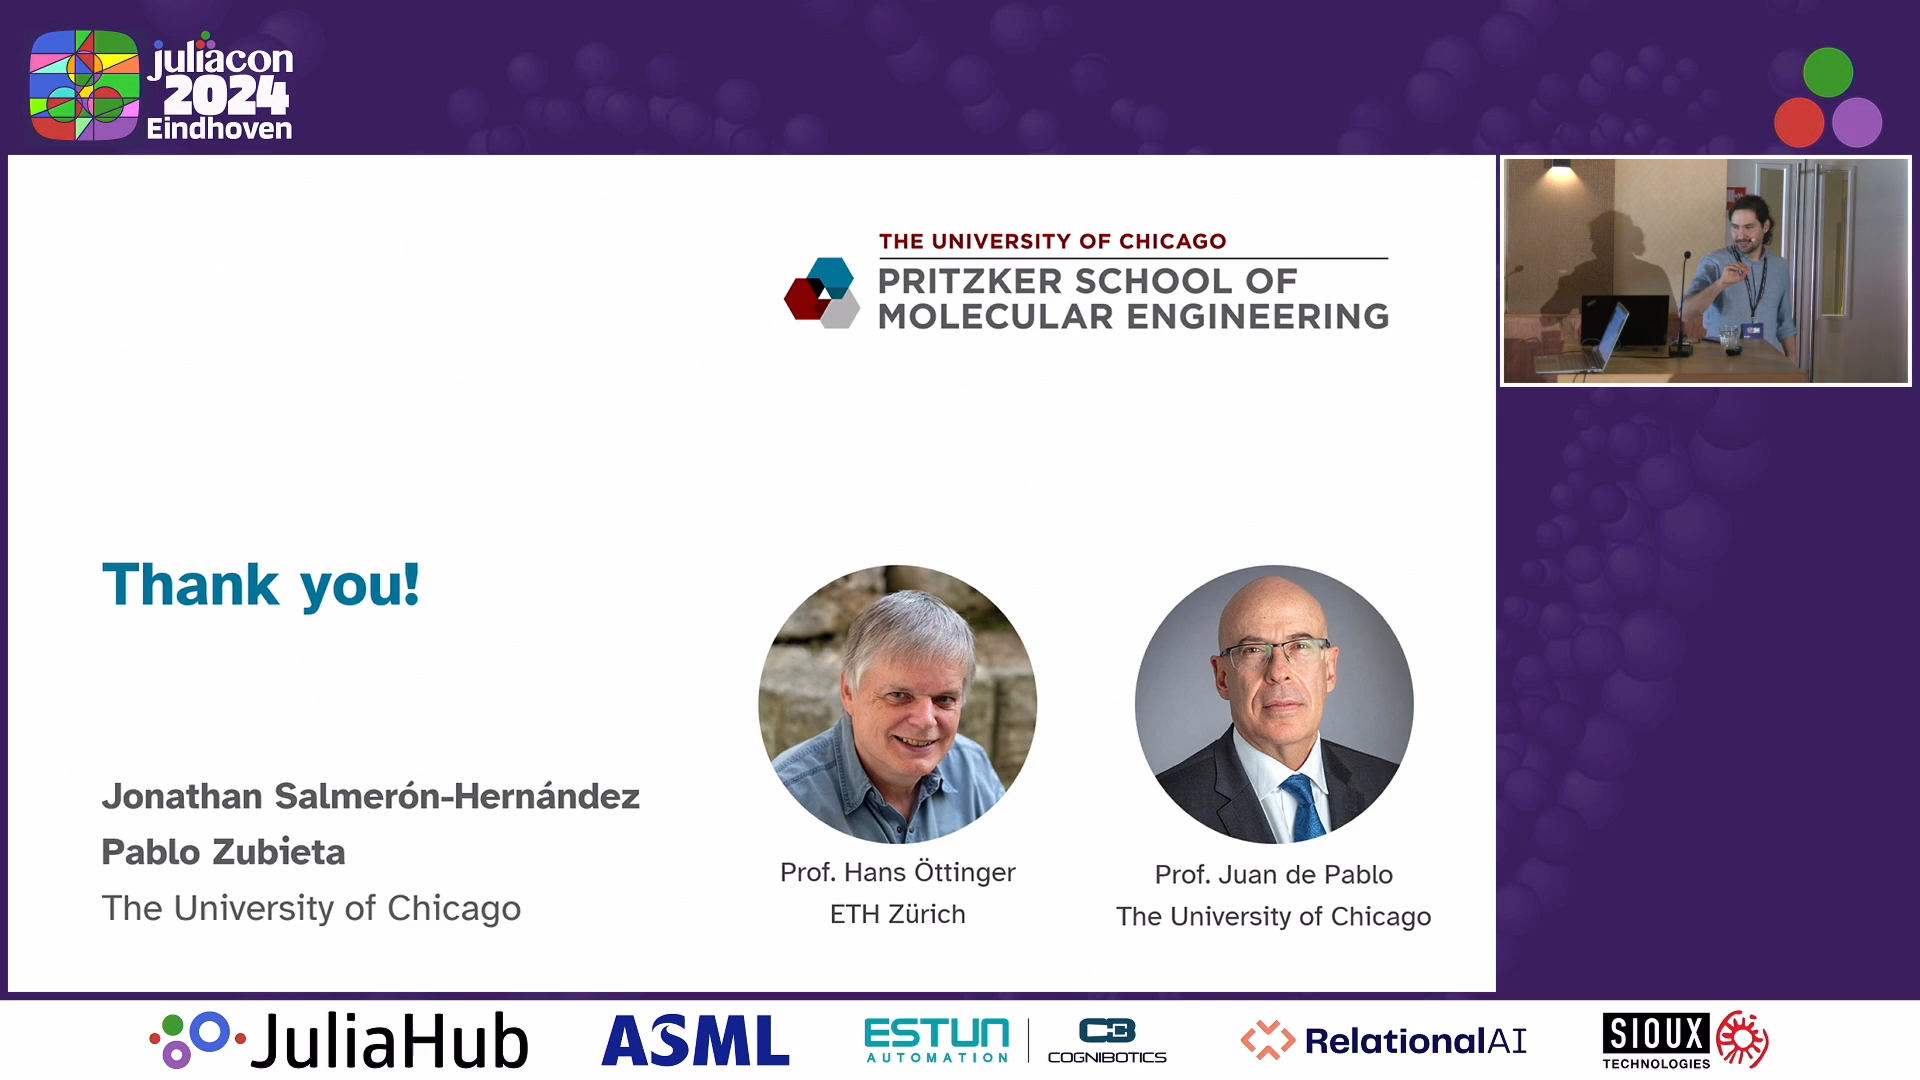 juliacon
2024
Eindhoven
THE UNIVERSITY OF CHICAGO
PRITZKER SCHOOL OF
MOLECULAR ENGINEERING
Thank you!
Jonathan Salmerón-Hernández
Pablo Zubieta
The University of Chicago
Prof. Hans Öttinger
ETH Zürich
Prof. Juan de Pablo
The University of Chicago
JuliaHub
ASML
ESTUN
AUTOMATION
COGNIBOTICS
RelationalAI
SIOUX
TECHNOLOGIES